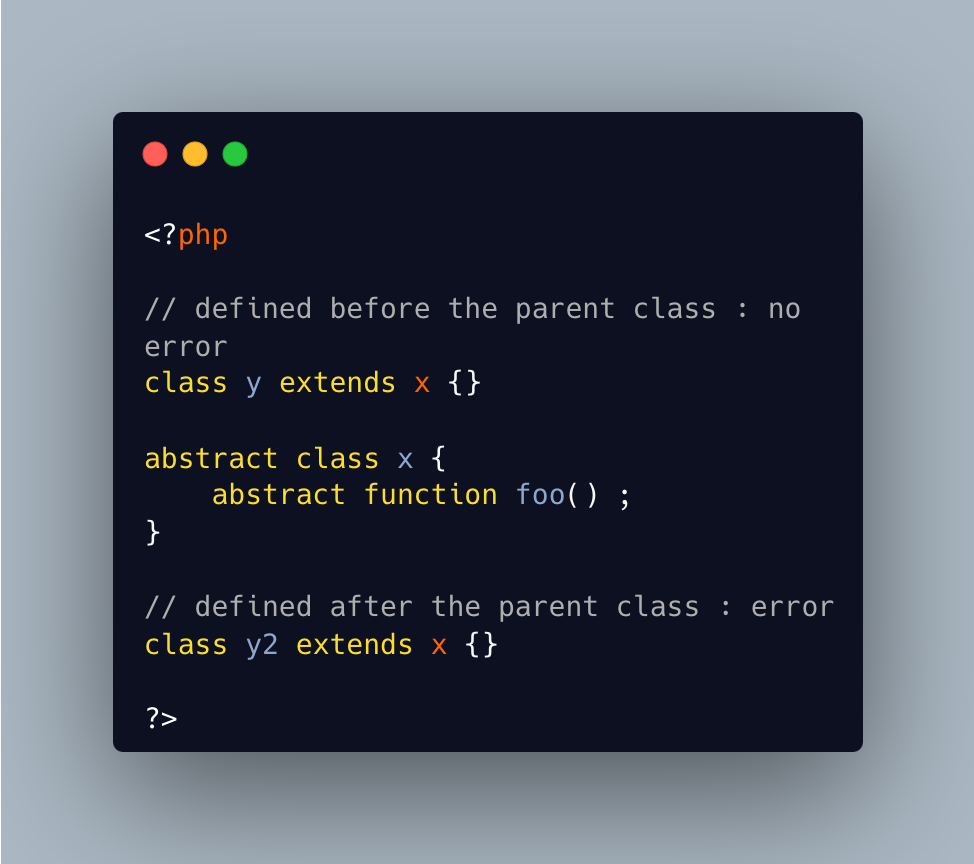 <?php
// defined before the parent class : no
error
class y extends x {}
abstract class x {
    abstract function foo() ;
}
// defined after the parent class : error
class y2 extends x {}
?>